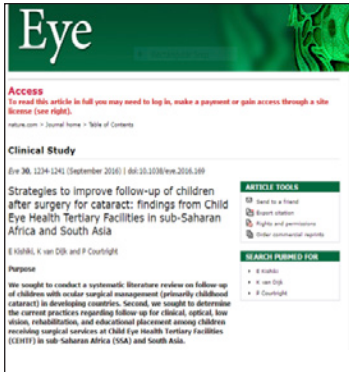 Eye
Access
To read this article in full you may need to log in, make a payment or gain access through a site
license (see right).
nature.com > Journal home > Table of Contents
Clinical Study
Eye 30, 1234-1241 (September 2016) | doi:10.1038/eye.2016.169
Strategies to improve follow-up of children
after surgery for cataract: findings from Child
Eye Health Tertiary Facilities in sub-Saharan
Africa and South Asia
E Kishiki, K van Dijk and P Courtright
Purpose
We sought to conduct a systematic literature review on follow-up
of children with ocular surgical management (primarily childhood
cataract) in developing countries. Second, we sought to determine
the current practices regarding follow-up for clinical, optical, low
vision, rehabilitation, and educational placement among children
receiving surgical services at Child Eye Health Tertiary Facilities
(CEHTF) in sub-Saharan Africa (SSA) and South Asia.
ARTICLE TOOLS
Send to a friend
Export citation
Rights and permissions
Order commercial reprints
SEARCH PUBMED FOR
E Kishiki
K van Dijk
P Courtright